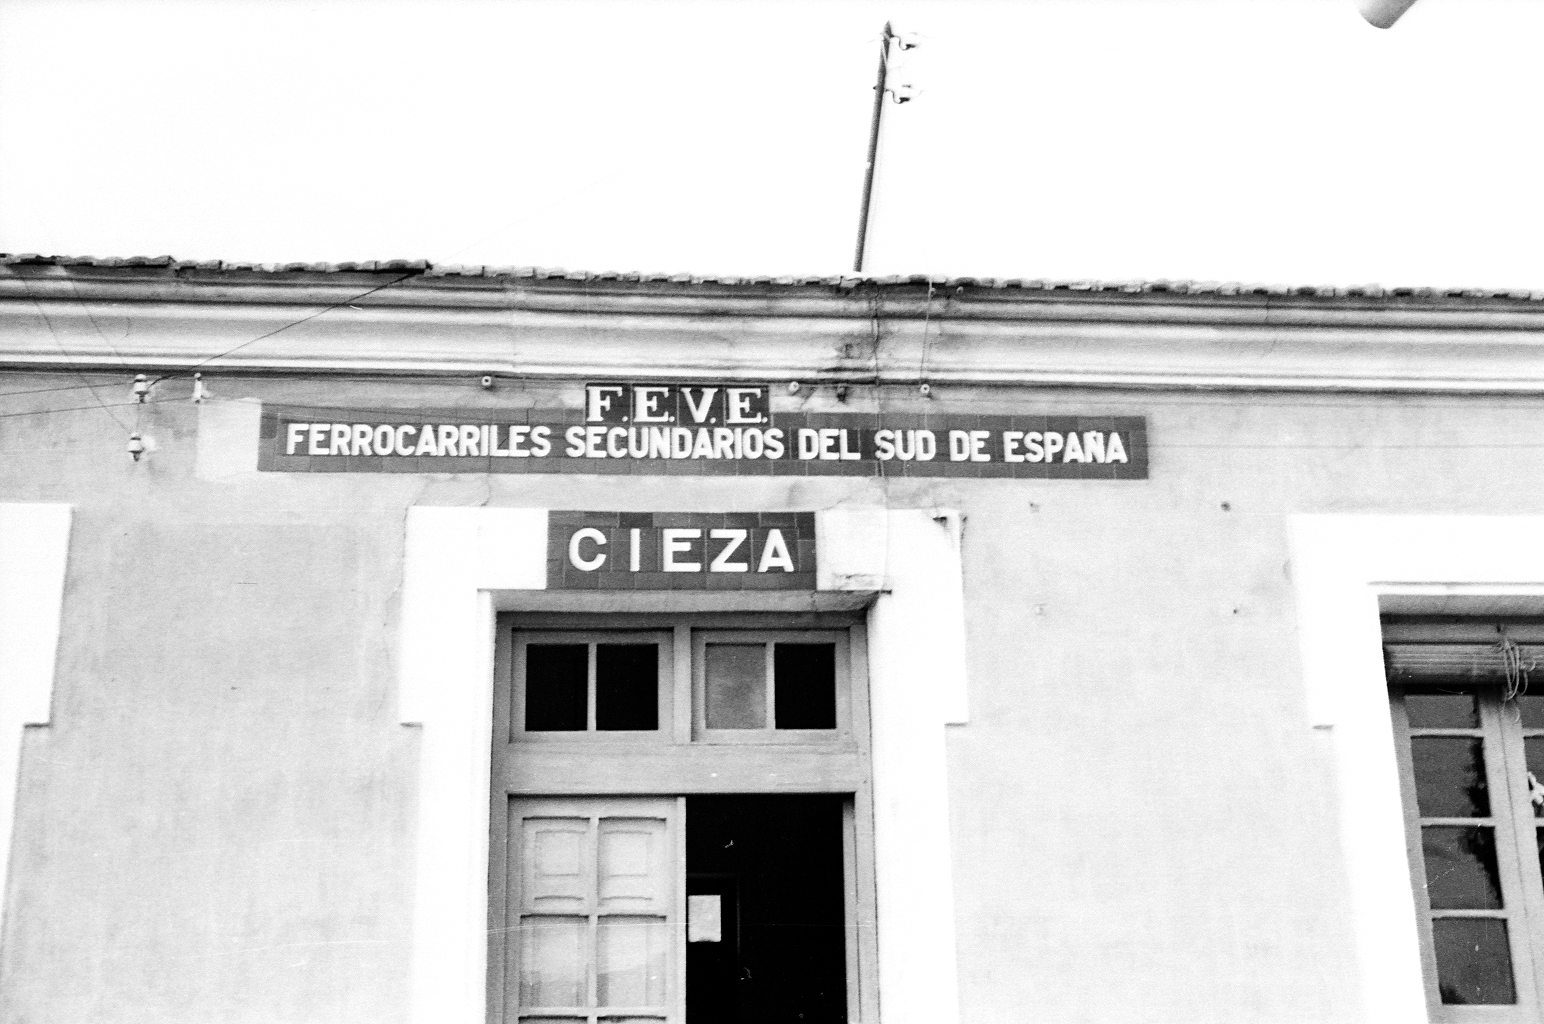 F.E.V.E.
FERROCARRILES SECUNDARIOS DEL SUD DE ESPAÑA
CIEZA